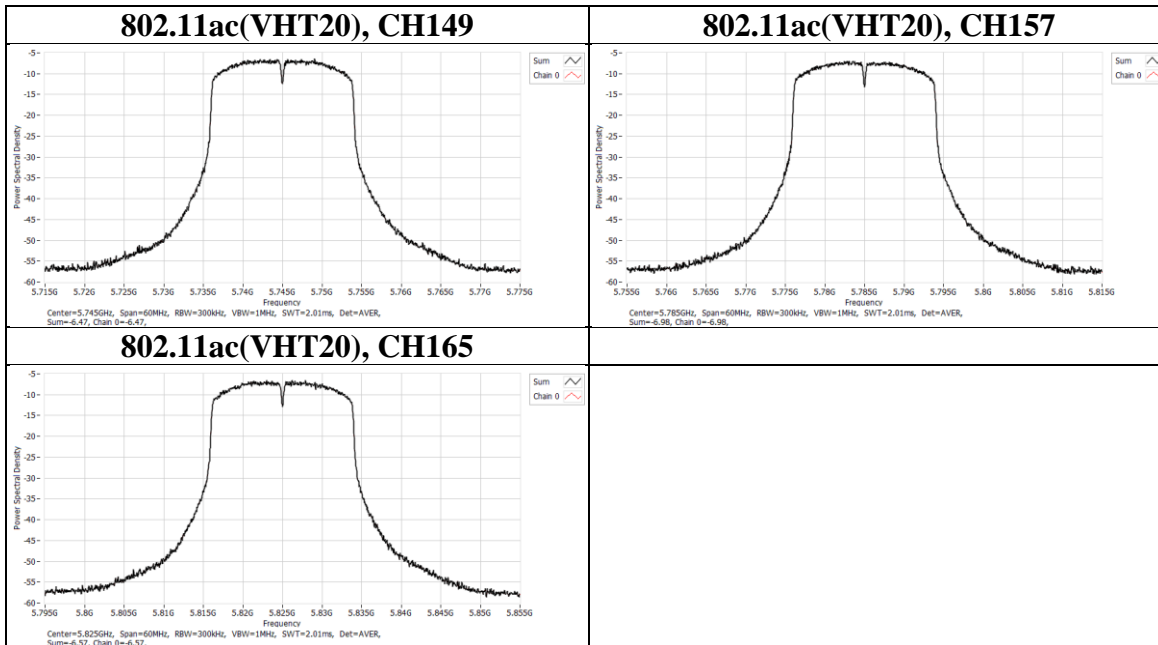 802.11ac(VHT20), CH149
802.11ac(VHT20), CH157
-5
-10
-15
-20
-25
-30
-35
-40
-45
-50
-55
-60
Power Spectral Density
5.715G 5.72G 5.725G 5.73G 5.735G 5.74G 5.745G 5.75G 5.755G 5.76G 5.765G 5.77G 5.775G
Frequency
Sum
Chain 0
Center=5.745GHz, Span=60MHz, RBW=300kHz, VBW=1MHz, SWT=2.01ms, Det=AVER,
Sum=-6.47, Chain 0=-6.47,
-5
-10
-15
-20
-25
-30
-35
-40
-45
-50
-55
-60
Power Spectral Density
5.755G 5.76G 5.765G 5.77G 5.775G 5.78G 5.785G 5.79G 5.795G 5.8G 5.805G 5.81G 5.815G
Frequency
Sum
Chain 0
Center=5.785GHz, Span=60MHz, RBW=300kHz, VBW=1MHz, SWT=2.01ms, Det=AVER,
Sum=-6.98, Chain 0=-6.98,
802.11ac(VHT20), CH165
-5
-10
-15
-20
-25
-30
-35
-40
-45
-50
-55
-60
Power Spectral Density
5.795G 5.8G 5.805G 5.81G 5.815G 5.82G 5.825G 5.83G 5.835G 5.84G 5.845G 5.85G 5.855G
Frequency
Sum
Chain 0
Center=5.825GHz, Span=60MHz, RBW=300kHz, VBW=1MHz, SWT=2.01ms, Det=AVER,
Sum=-6.57, Chain 0=-6.57,